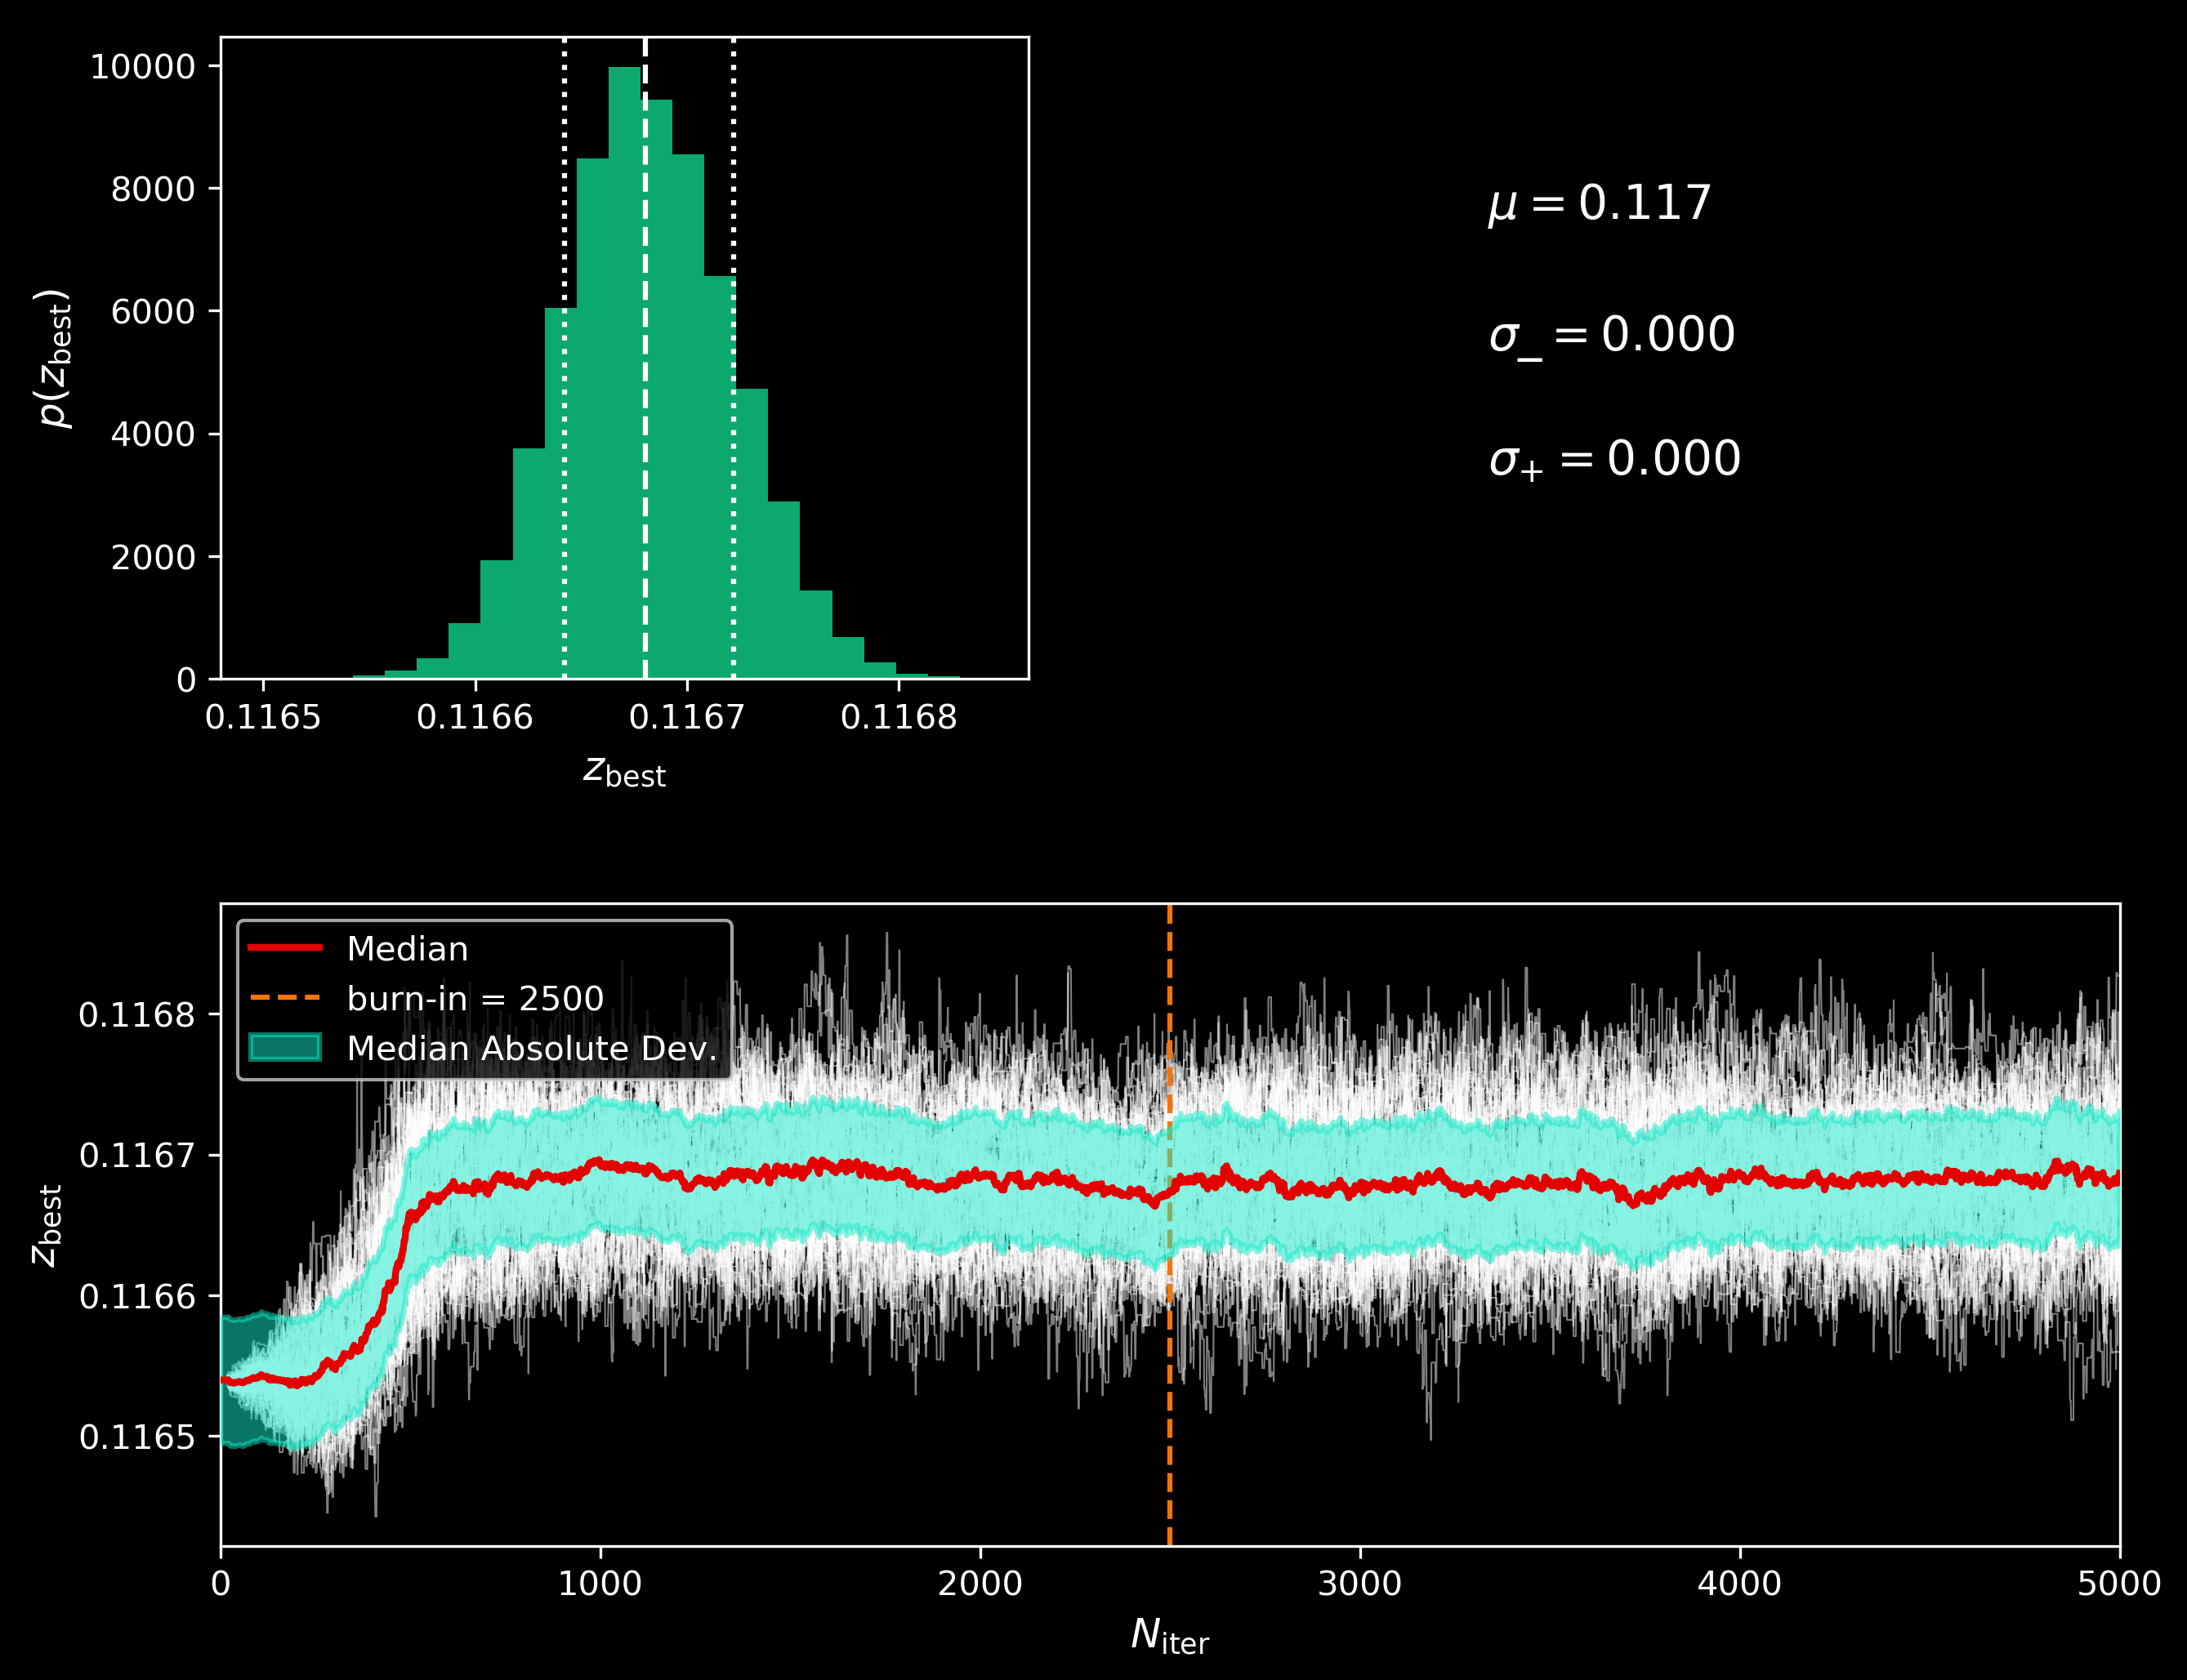 10000
8000
6000
4000
2000
0
p(z_best)
0.1165 0.1166 0.1167 0.1168
z_best
μ = 0.117
σ_− = 0.000
σ_+ = 0.000
Median
burn-in = 2500
Median Absolute Dev.
0.1168
0.1167
0.1166
0.1165
z_best
0 1000 2000 3000 4000 5000
N_iter